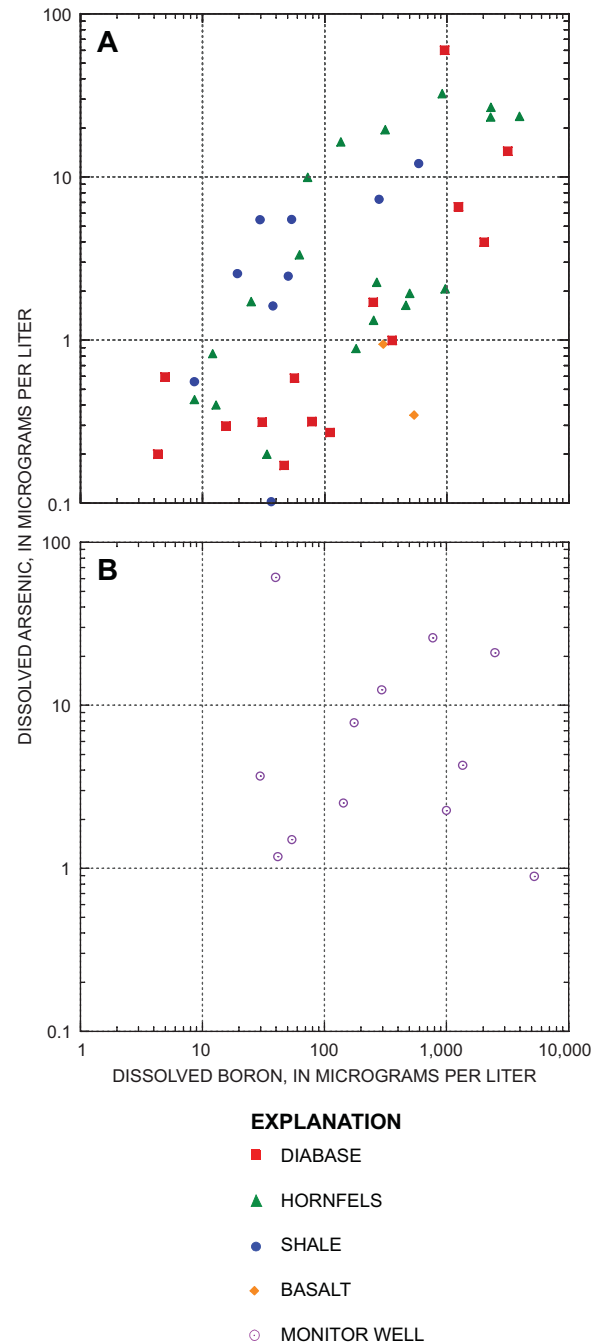 100
A
10
1
0.1
100
B
10
1
0.1
1 10 100 1,000 10,000
DISSOLVED ARSENIC, IN MICROGRAMS PER LITER
DISSOLVED BORON, IN MICROGRAMS PER LITER
EXPLANATION
DIABASE
HORNFELS
SHALE
BASALT
MONITOR WELL